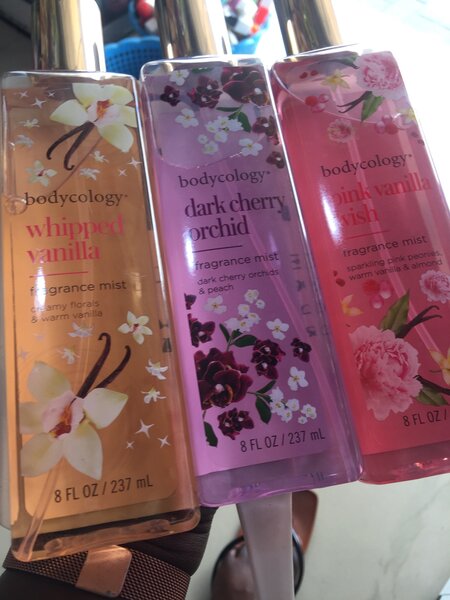 bodycology®
whipped
vanilla
fragrance mist
creamy florals
& warm vanilla
8 FL OZ / 237 mL
bodycology®
dark cherry
orchid
fragrance mist
dark cherry orchids
& peach
8 FL OZ / 237 mL
bodycology®
pink vanilla
wish
fragrance mist
sparkling pink peonies,
warm vanilla & almond
8 FL OZ /